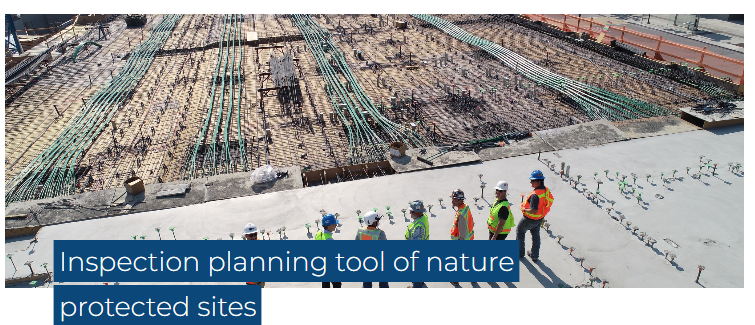 Inspection planning tool of nature
protected sites